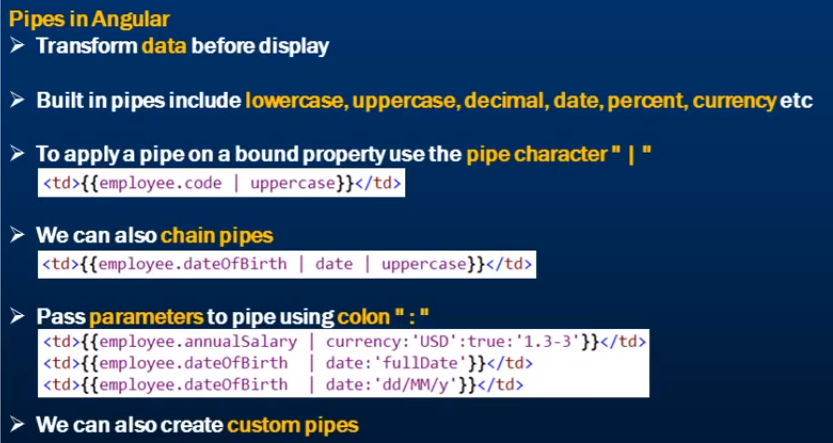 Pipes in Angular
➢ Transform data before display
➢ Built in pipes include lowercase, uppercase, decimal, date, percent, currency etc
➢ To apply a pipe on a bound property use the pipe character " | "
<td>{{employee.code | uppercase}}</td>
➢ We can also chain pipes
<td>{{employee.dateOfBirth | date | uppercase}}</td>
➢ Pass parameters to pipe using colon " : "
<td>{{employee.annualSalary | currency:'USD':true:'1.3-3'}}</td>
<td>{{employee.dateOfBirth  | date:'fullDate'}}</td>
<td>{{employee.dateOfBirth  | date:'dd/MM/y'}}</td>
➢ We can also create custom pipes